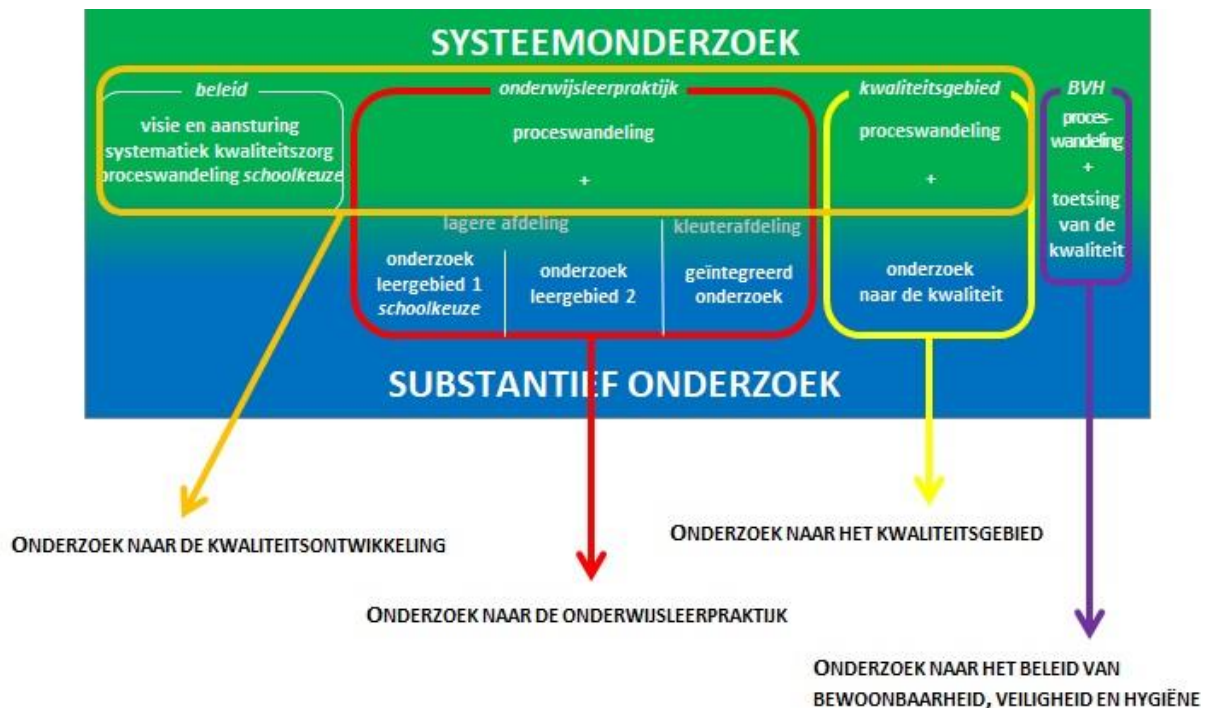 SYSTEEMONDERZOEK
beleid
visie en aansturing
systematiek kwaliteitszorg
proceswandeling schoolkeuze
onderwijsleerpraktijk
proceswandeling
+
lagere afdeling
kleuterafdeling
onderzoek
leergebied 1
schoolkeuze
onderzoek
leergebied 2
geïntegreerd
onderzoek
kwaliteitsgebied
proceswandeling
+
onderzoek
naar de kwaliteit
BVH
proces-
wandeling
+
toetsing
van de
kwaliteit
SUBSTANTIEF ONDERZOEK
ONDERZOEK NAAR DE KWALITEITSONTWIKKELING
ONDERZOEK NAAR HET KWALITEITSGEBIED
ONDERZOEK NAAR DE ONDERWIJSLEERPRAKTIJK
ONDERZOEK NAAR HET BELEID VAN
BEWOONBAARHEID, VEILIGHEID EN HYGIËNE